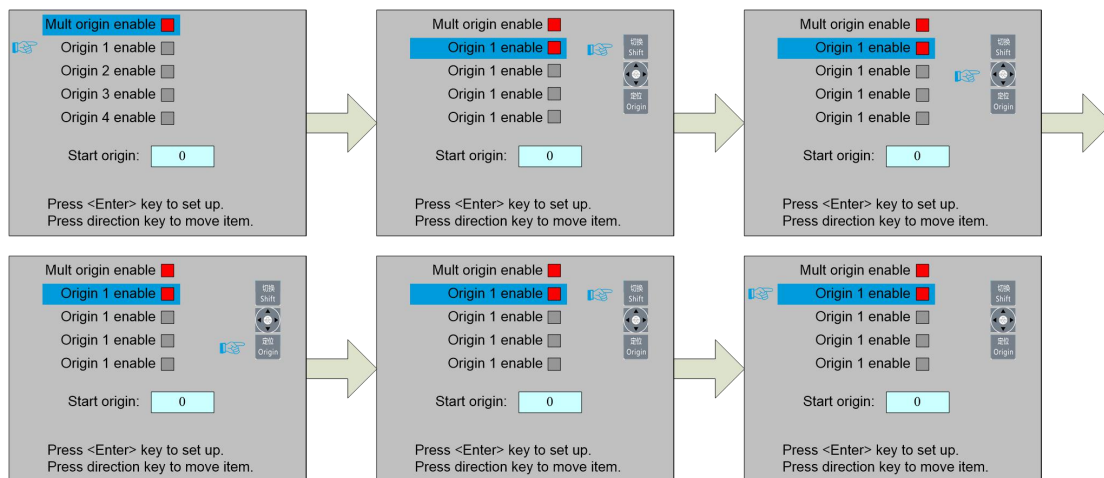 Mult origin enable
Origin 1 enable
Origin 2 enable
Origin 3 enable
Origin 4 enable
Start origin: 0
Press <Enter> key to set up.
Press direction key to move item.
Mult origin enable
Origin 1 enable
Origin 1 enable
Origin 1 enable
Origin 1 enable
切换
Shift
定位
Origin
Start origin: 0
Press <Enter> key to set up.
Press direction key to move item.
Mult origin enable
Origin 1 enable
Origin 1 enable
Origin 1 enable
Origin 1 enable
切换
Shift
定位
Origin
Start origin: 0
Press <Enter> key to set up.
Press direction key to move item.
Mult origin enable
Origin 1 enable
Origin 1 enable
Origin 1 enable
Origin 1 enable
切换
Shift
定位
Origin
Start origin: 0
Press <Enter> key to set up.
Press direction key to move item.
Mult origin enable
Origin 1 enable
Origin 1 enable
Origin 1 enable
Origin 1 enable
切换
Shift
定位
Origin
Start origin: 0
Press <Enter> key to set up.
Press direction key to move item.
Mult origin enable
Origin 1 enable
Origin 1 enable
Origin 1 enable
Origin 1 enable
切换
Shift
定位
Origin
Start origin: 0
Press <Enter> key to set up.
Press direction key to move item.